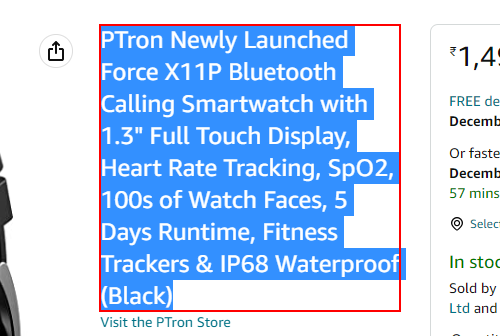 PTron Newly Launched
Force X11P Bluetooth
Calling Smartwatch with
1.3" Full Touch Display,
Heart Rate Tracking, SpO2,
100s of Watch Faces, 5
Days Runtime, Fitness
Trackers & IP68 Waterproof
(Black)
Visit the PTron Store
₹1,49
FREE de
Decemb
Or faste
Decemb
57 mins
Selec
In stoc
Sold by
Ltd and